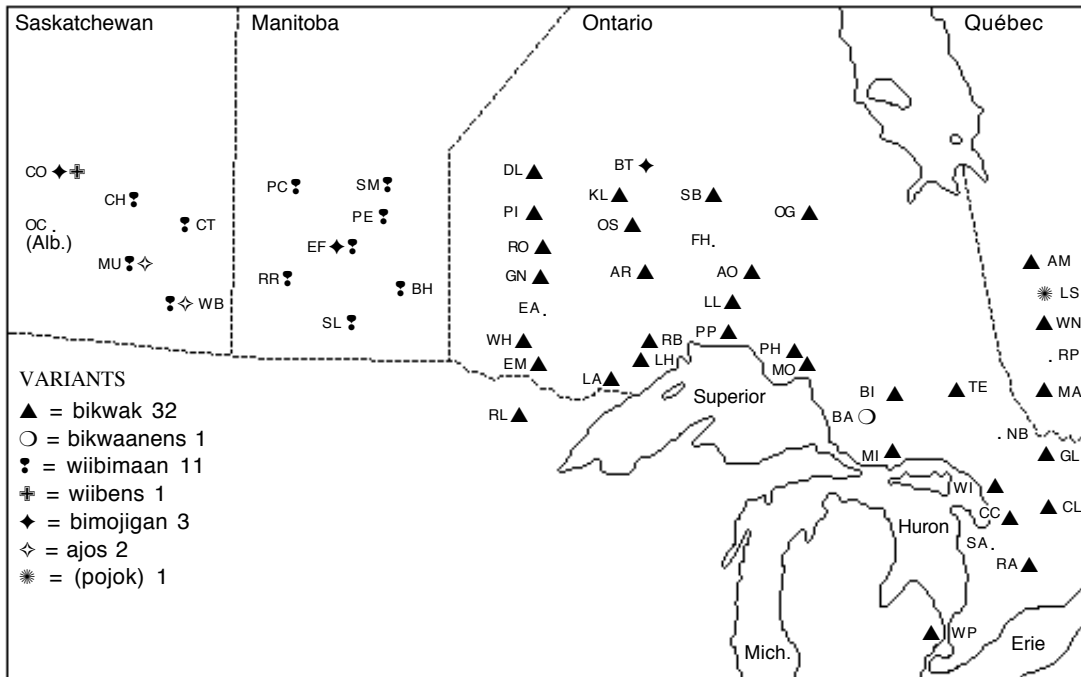 Saskatchewan Manitoba Ontario Québec
CO BT
DL
PC SM
CH KL SB
OC CT PE PI OG
(Alb.) OS
EF RO FH
MU AM
RR GN AR AO
BH LS
WB LL
EA
SL WN
PP
WH RB
PH RP
LH
EM MO
VARIANTS LA
▲ = bikwak 32 Superior BI TE MA
❍ = bikwaanens 1 RL BA
❢ = wiibimaan 11 NB
MI GL
✙ = wiibens 1 WI
✦ = bimojigan 3 CC CL
Huron
✧ = ajos 2 SA
✺ = (pojok) 1 RA
WP
Mich. Erie